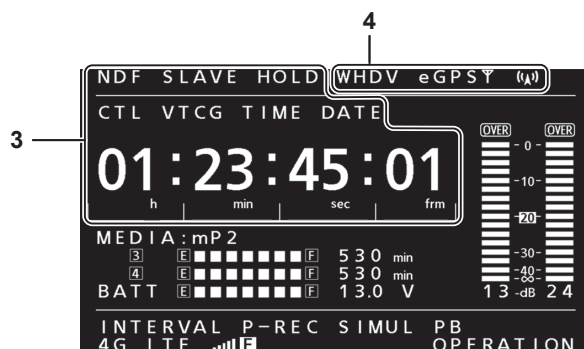 4
3
NDF SLAVE HOLD WHDV eGPS
CTL VTCG TIME DATE
OVER OVER
01:23:45:01
h min sec frm
0
-10-
-20-
-30-
-40-
-∞-
13 -dB 24
MEDIA:mP2
3 E F 530 min
4 E F 530 min
BATT E F 13.0 V
INTERVAL P-REC SIMUL PB
4G LTE E OPERATION